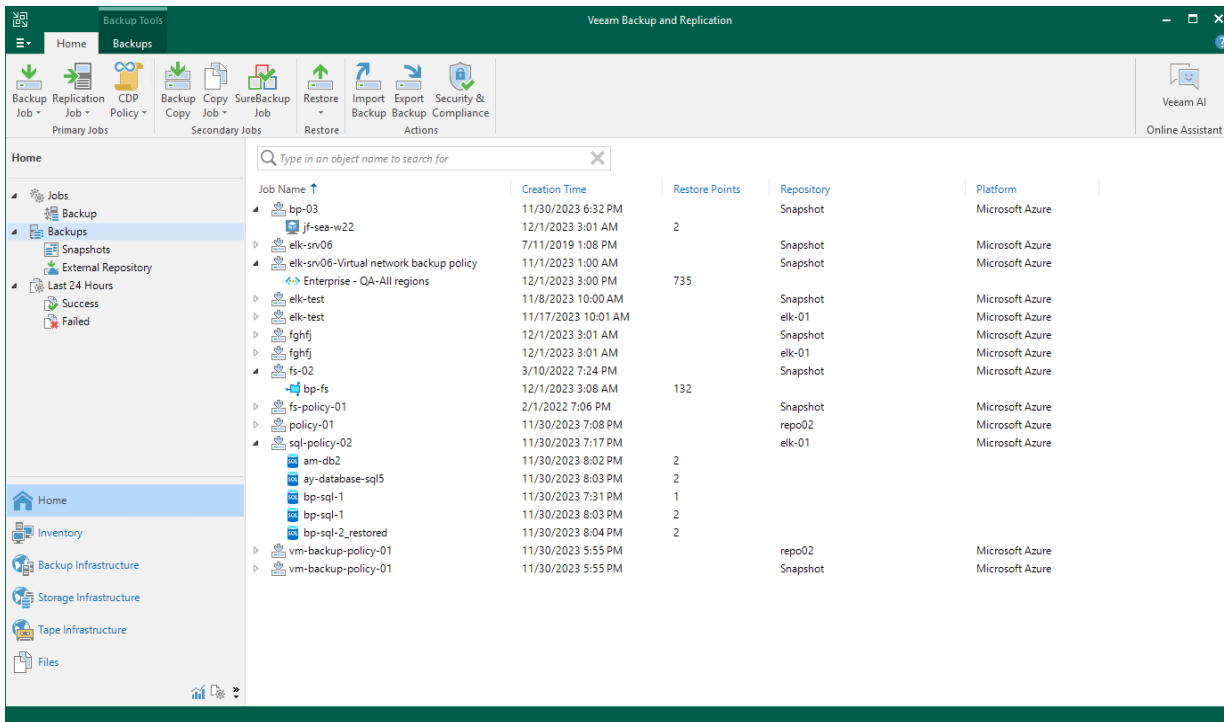 Backup Tools
Veeam Backup and Replication
Home Backups
Backup Job
Replication Job
CDP Policy
Backup Copy
Copy Job
SureBackup Job
Restore
Import Backup
Export Backup
Security & Compliance
Veeam AI
Primary Jobs Secondary Jobs Restore Actions Online Assistant
Home
Jobs
Backup
Backups
Snapshots
External Repository
Last 24 Hours
Success
Failed
Home
Inventory
Backup Infrastructure
Storage Infrastructure
Tape Infrastructure
Files
Type in an object name to search for
Job Name Creation Time Restore Points Repository Platform
bp-03 11/30/2023 6:32 PM Snapshot Microsoft Azure
jf-sea-w22 12/1/2023 3:01 AM 2
elk-srv06 7/11/2019 1:08 PM Snapshot Microsoft Azure
elk-srv06-Virtual network backup policy 11/1/2023 1:00 AM Snapshot Microsoft Azure
Enterprise - QA-All regions 12/1/2023 3:00 PM 735
elk-test 11/8/2023 10:00 AM Snapshot Microsoft Azure
elk-test 11/17/2023 10:01 AM elk-01 Microsoft Azure
fghfj 12/1/2023 3:01 AM Snapshot Microsoft Azure
fghfj 12/1/2023 3:01 AM elk-01 Microsoft Azure
fs-02 3/10/2022 7:24 PM Snapshot Microsoft Azure
bp-fs 12/1/2023 3:08 AM 132
fs-policy-01 2/1/2022 7:06 PM Snapshot Microsoft Azure
policy-01 11/30/2023 7:08 PM repo02 Microsoft Azure
sql-policy-02 11/30/2023 7:17 PM elk-01 Microsoft Azure
am-db2 11/30/2023 8:02 PM 2
ay-database-sql5 11/30/2023 8:03 PM 2
bp-sql-1 11/30/2023 7:31 PM 1
bp-sql-1 11/30/2023 8:03 PM 2
bp-sql-2_restored 11/30/2023 8:04 PM 2
vm-backup-policy-01 11/30/2023 5:55 PM repo02 Microsoft Azure
vm-backup-policy-01 11/30/2023 5:55 PM Snapshot Microsoft Azure